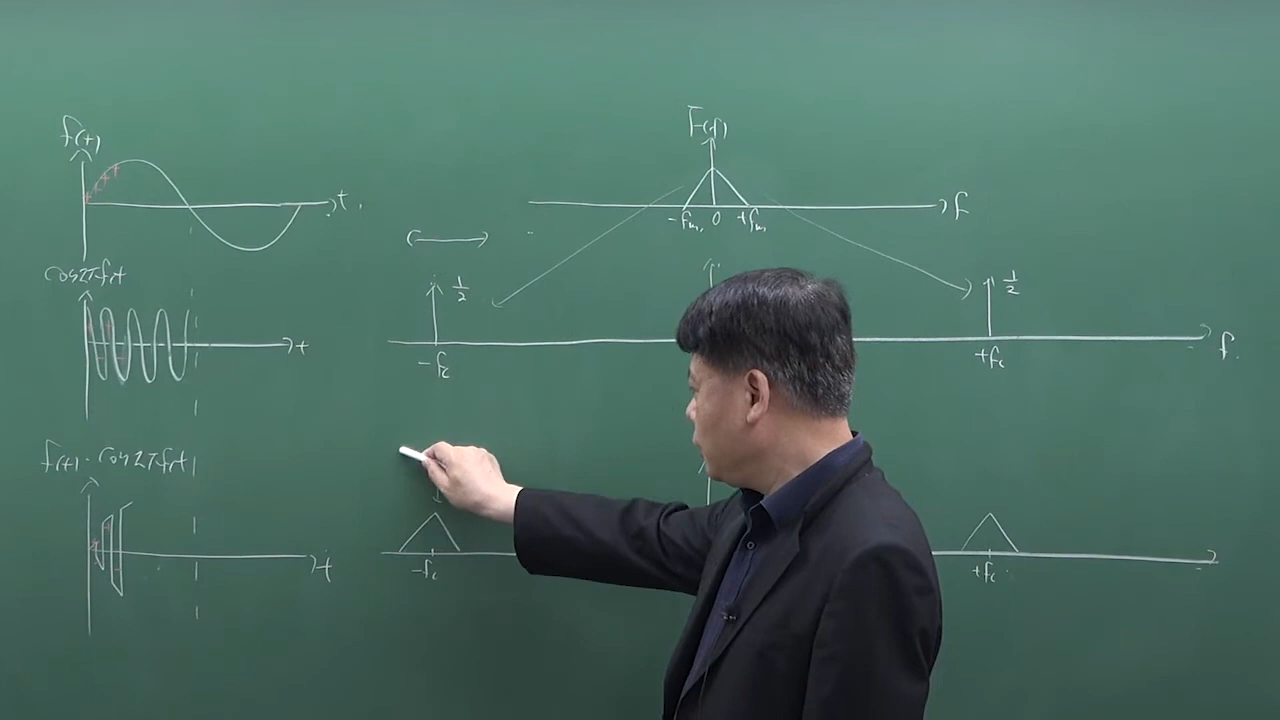 f(t)
t
cos2πfct
t
f(t)·cos2πfct
t
F(f)
f
-fm 0 +fm
1/2
1/2
-fc
+fc
f
-fc
+fc